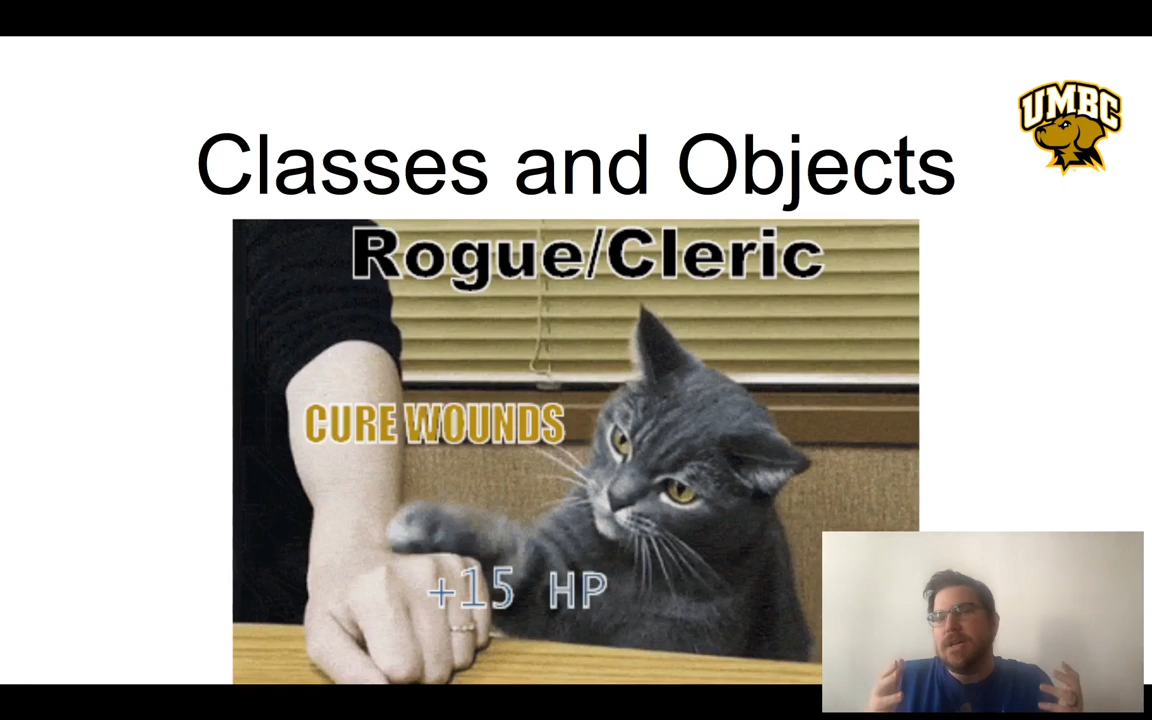 UMBC
Classes and Objects
Rogue/Cleric
CURE WOUNDS
+15 HP